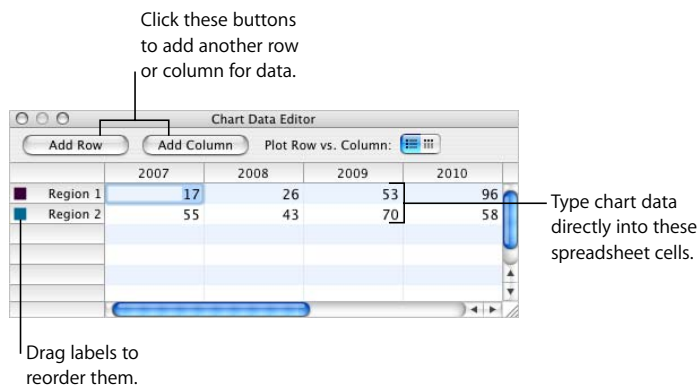 Click these buttons
to add another row
or column for data.
Chart Data Editor
Add Row Add Column Plot Row vs. Column:
2007 2008 2009 2010
Region 1 17 26 53 96
Region 2 55 43 70 58
Type chart data
directly into these
spreadsheet cells.
Drag labels to
reorder them.